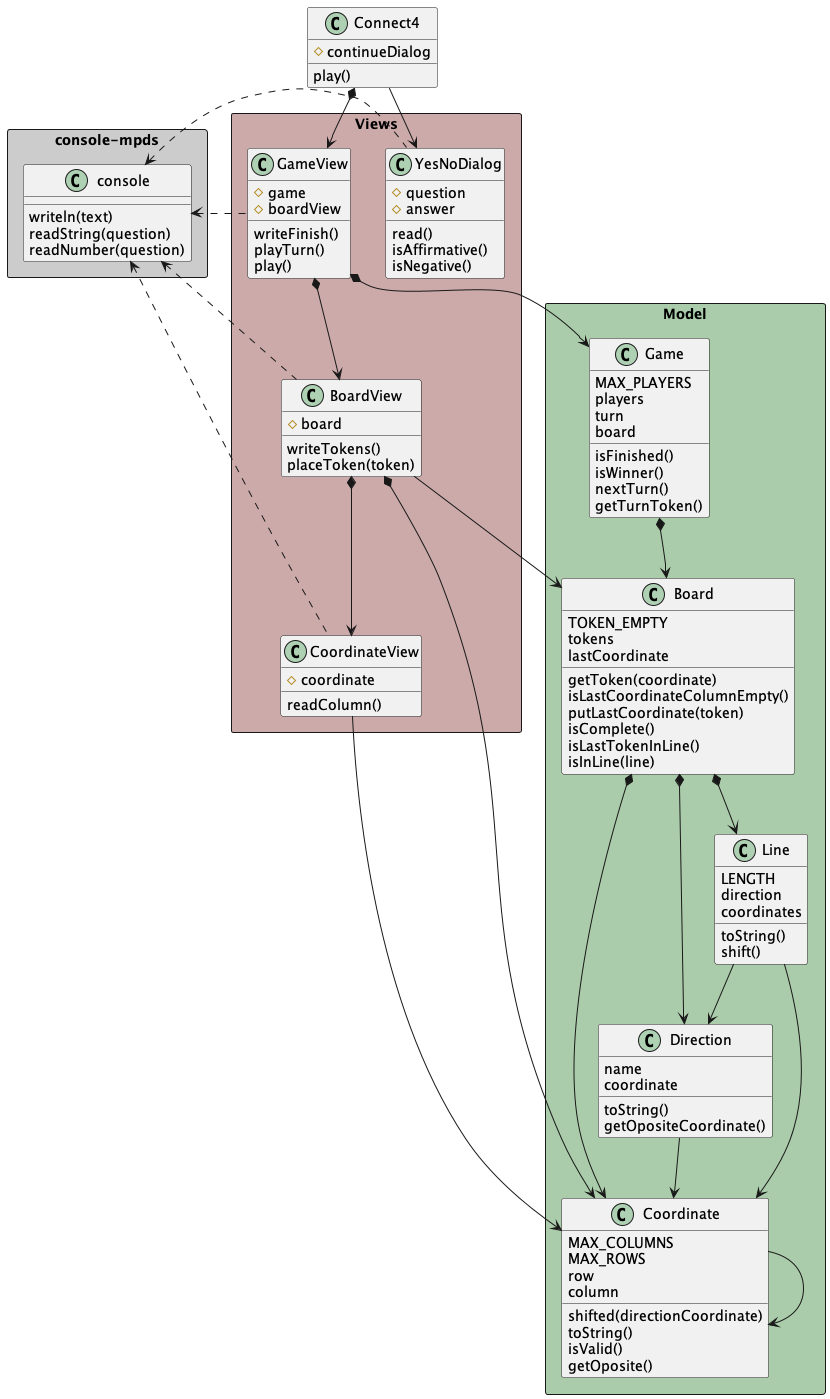 C Connect4
continueDialog
play()
Views
console-mpds
C console
writeln(text)
readString(question)
readNumber(question)
C GameView
game
boardView
writeFinish()
playTurn()
play()
C YesNoDialog
question
answer
read()
isAffirmative()
isNegative()
Model
C Game
MAX_PLAYERS
players
turn
board
isFinished()
isWinner()
nextTurn()
getTurnToken()
C BoardView
board
writeTokens()
placeToken(token)
C Board
TOKEN_EMPTY
tokens
lastCoordinate
getToken(coordinate)
isLastCoordinateColumnEmpty()
putLastCoordinate(token)
isComplete()
isLastTokenInLine()
isInLine(line)
C CoordinateView
coordinate
readColumn()
C Line
LENGTH
direction
coordinates
toString()
shift()
C Direction
name
coordinate
toString()
getOpositeCoordinate()
C Coordinate
MAX_COLUMNS
MAX_ROWS
row
column
shifted(directionCoordinate)
toString()
isValid()
getOposite()